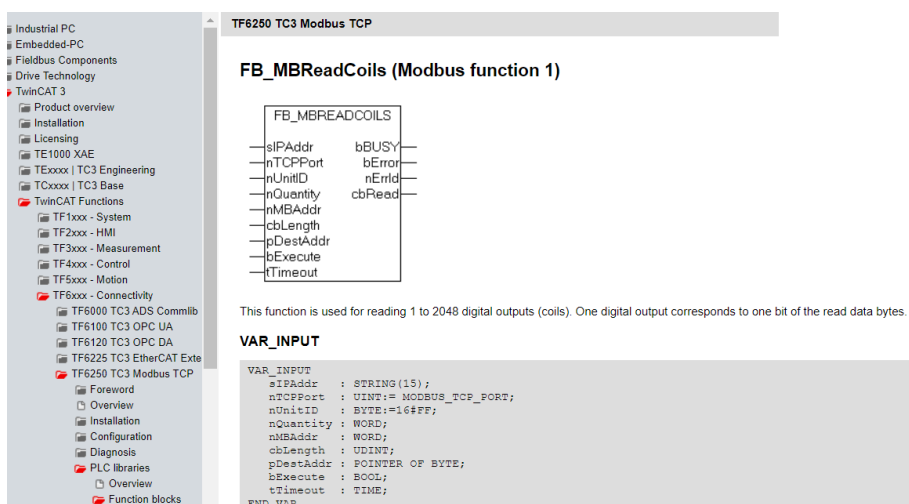 Industrial PC
Embedded-PC
Fieldbus Components
Drive Technology
TwinCAT 3
Product overview
Installation
Licensing
TE1000 XAE
TExxxx | TC3 Engineering
TCxxxx | TC3 Base
TwinCAT Functions
TF1xxx - System
TF2xxx - HMI
TF3xxx - Measurement
TF4xxx - Control
TF5xxx - Motion
TF6xxx - Connectivity
TF6000 TC3 ADS Commlib
TF6100 TC3 OPC UA
TF6120 TC3 OPC DA
TF6225 TC3 EtherCAT Exte
TF6250 TC3 Modbus TCP
Foreword
Overview
Installation
Configuration
Diagnosis
PLC libraries
Overview
Function blocks
TF6250 TC3 Modbus TCP
FB_MBReadCoils (Modbus function 1)
FB_MBREADCOILS
sIPAddr bBUSY
nTCPPort bError
nUnitID nErrId
nQuantity cbRead
nMBAddr
cbLength
pDestAddr
bExecute
tTimeout
This function is used for reading 1 to 2048 digital outputs (coils). One digital output corresponds to one bit of the read data bytes.
VAR_INPUT
VAR_INPUT
sIPAddr : STRING(15);
nTCPPort : UINT:= MODBUS_TCP_PORT;
nUnitID : BYTE:=16#FF;
nQuantity : WORD;
nMBAddr : WORD;
cbLength : UDINT;
pDestAddr : POINTER OF BYTE;
bExecute : BOOL;
tTimeout : TIME;
END_VAR